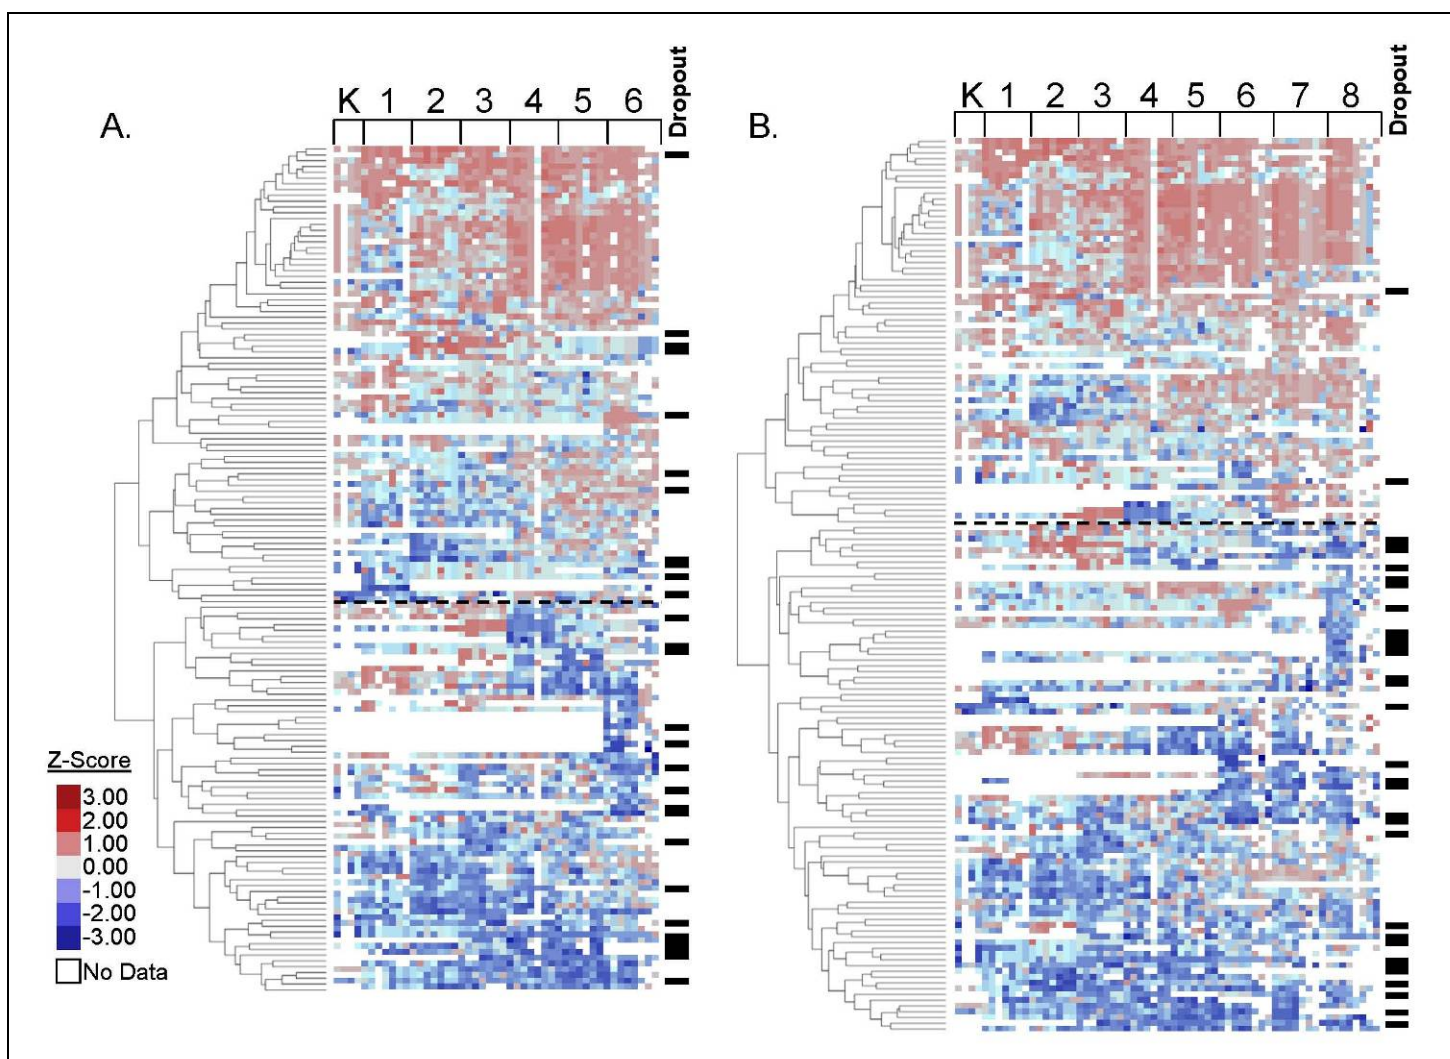 A.
K 1 2 3 4 5 6 Dropout
B.
K 1 2 3 4 5 6 7 8 Dropout
Z-Score
3.00
2.00
1.00
0.00
-1.00
-2.00
-3.00
No Data